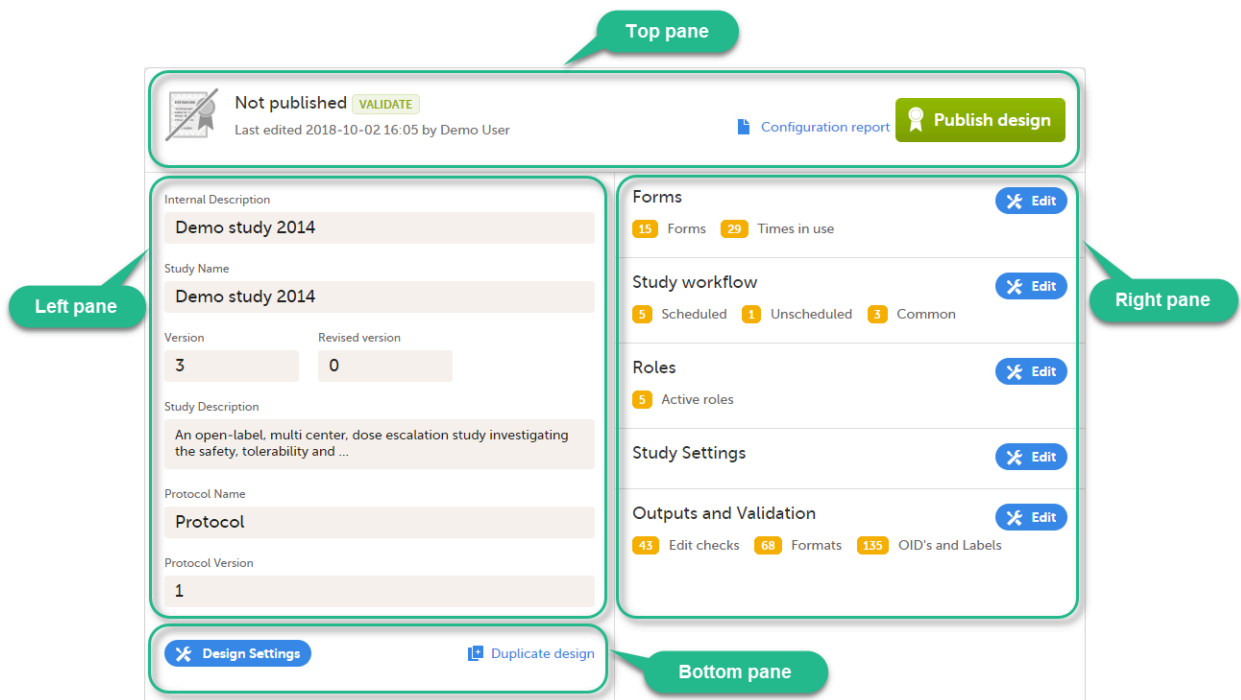 Top pane
Not published VALIDATE
Last edited 2018-10-02 16:05 by Demo User
Configuration report
Publish design
Left pane
Internal Description
Demo study 2014
Study Name
Demo study 2014
Version Revised version
3 0
Study Description
An open-label, multi center, dose escalation study investigating
the safety, tolerability and ...
Protocol Name
Protocol
Protocol Version
1
Right pane
Forms Edit
15 Forms 29 Times in use
Study workflow Edit
5 Scheduled 1 Unscheduled 3 Common
Roles Edit
5 Active roles
Study Settings Edit
Outputs and Validation Edit
43 Edit checks 68 Formats 135 OID's and Labels
Design Settings Duplicate design
Bottom pane